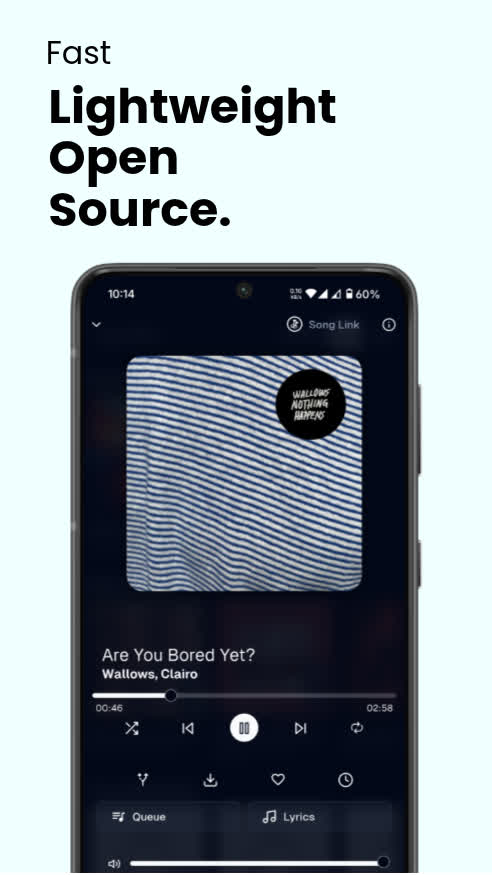 Fast
Lightweight
Open
Source.
10:14
60%
Song Link
WALLOWS
NOTHING
HAPPENS
Are You Bored Yet?
Wallows, Clairo
00:46
02:58
Queue
Lyrics